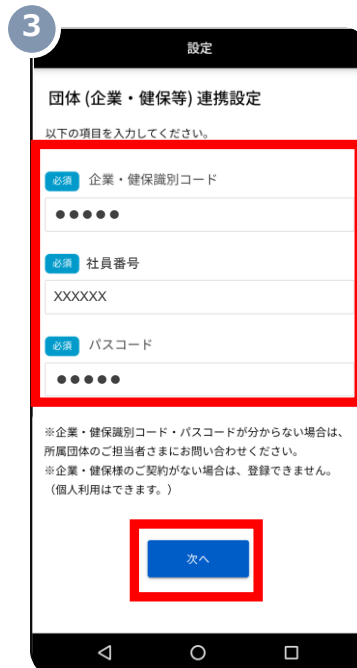 3
設定
団体 (企業・健保等) 連携設定
以下の項目を入力してください。
必須 企業・健保識別コード
●●●●●
必須 社員番号
XXXXXX
必須 パスコード
●●●●●
※企業・健保識別コード・パスコードが分からない場合は、
所属団体のご担当者さまにお問い合わせください。
※企業・健保様のご契約がない場合は、登録できません。
（個人利用はできます。）
次へ